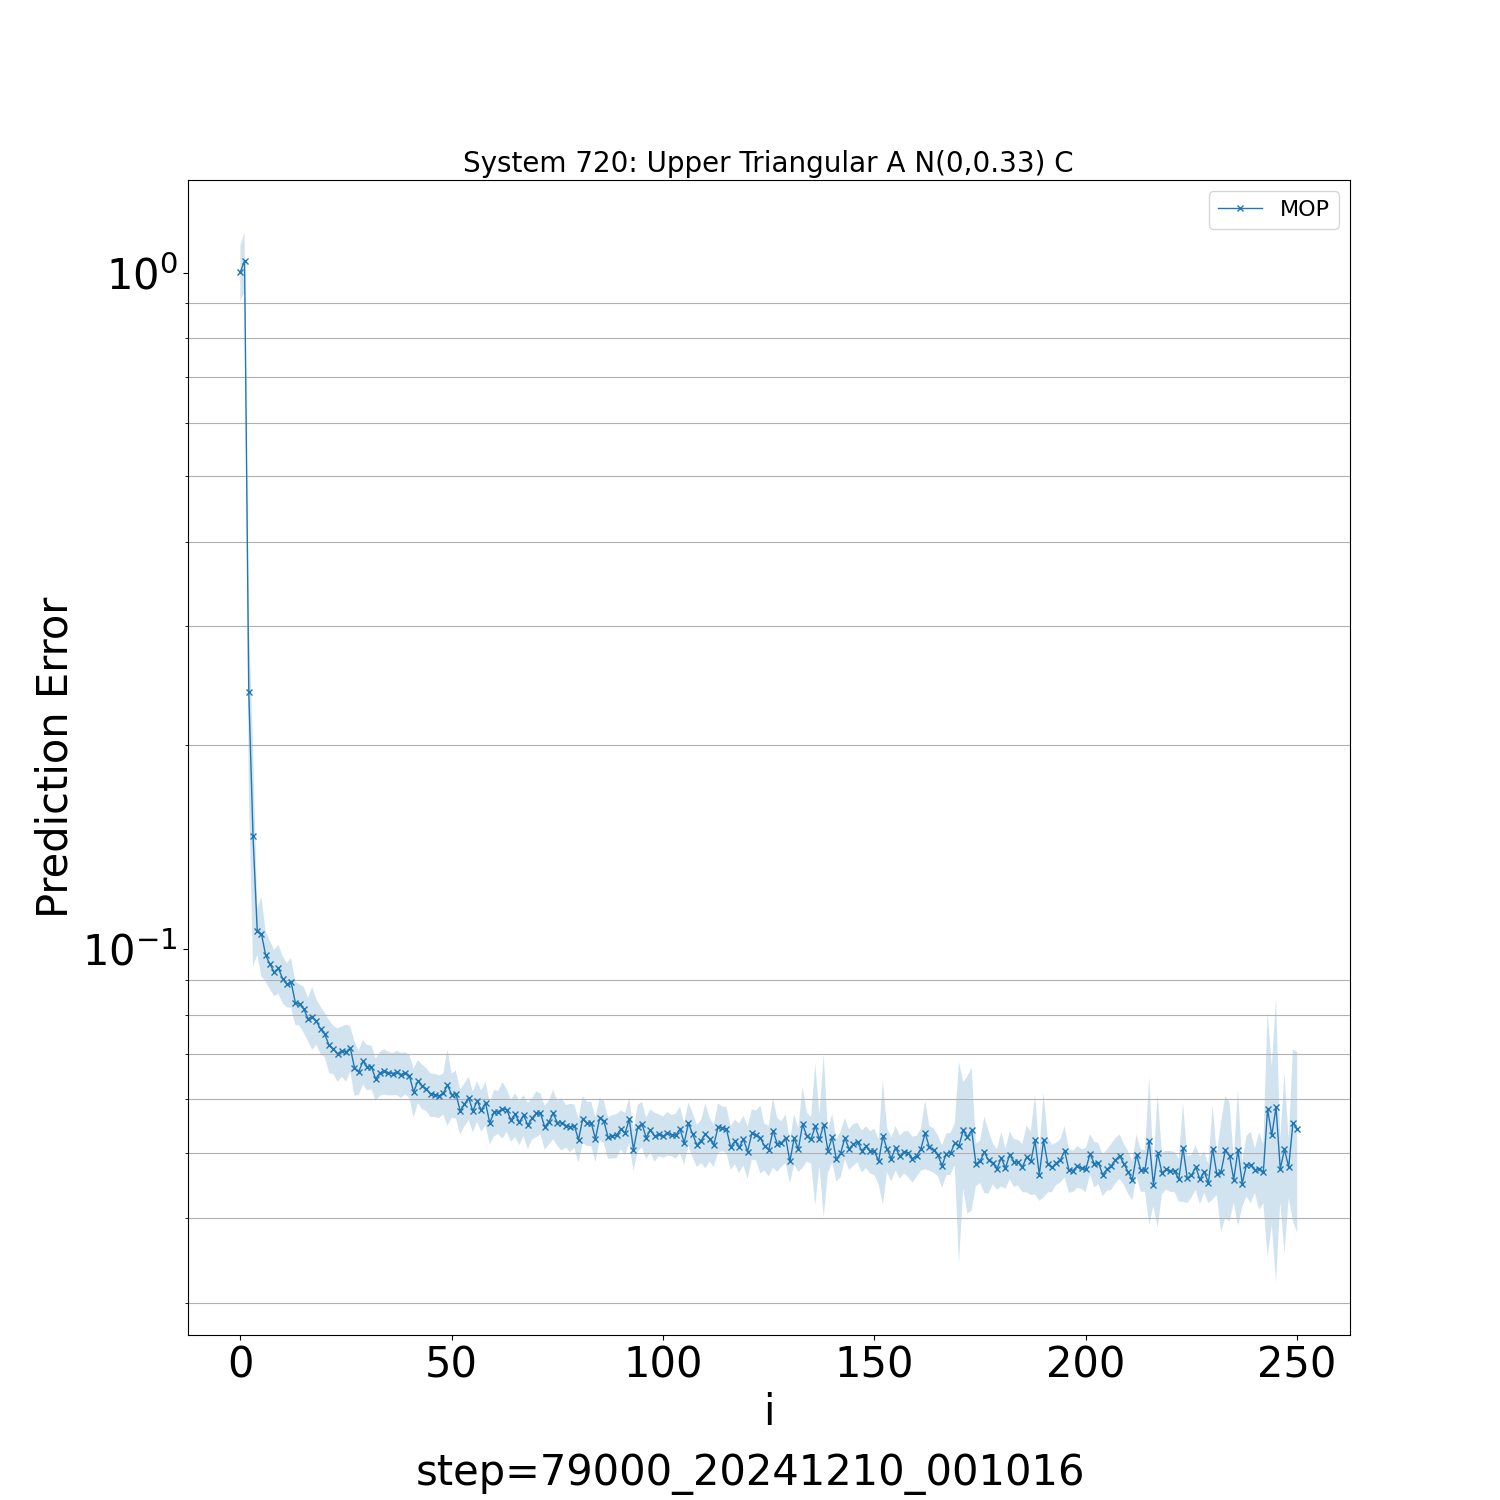 System 720: Upper Triangular A N(0,0.33) C
MOP
10⁰
10⁻¹
Prediction Error
0 50 100 150 200 250
i
step=79000_20241210_001016